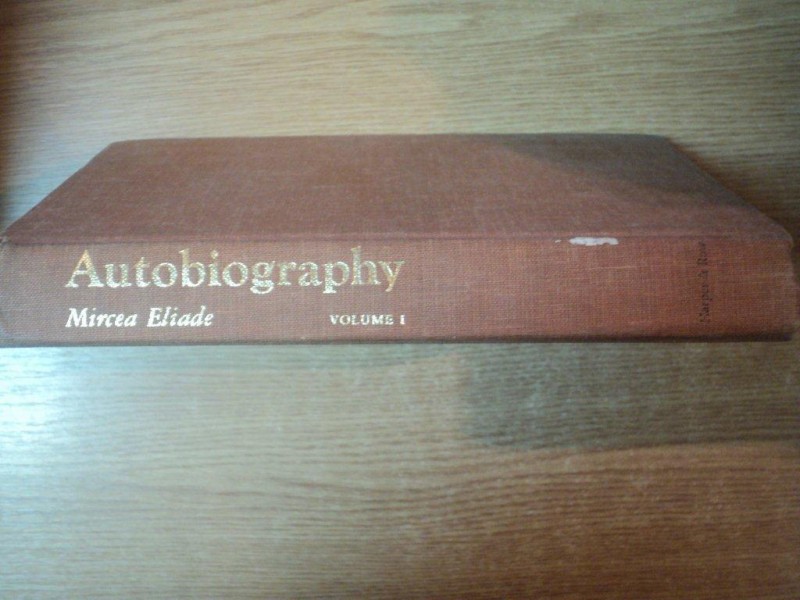 Autobiography
Mircea Eliade
VOLUME I
Harper & Row